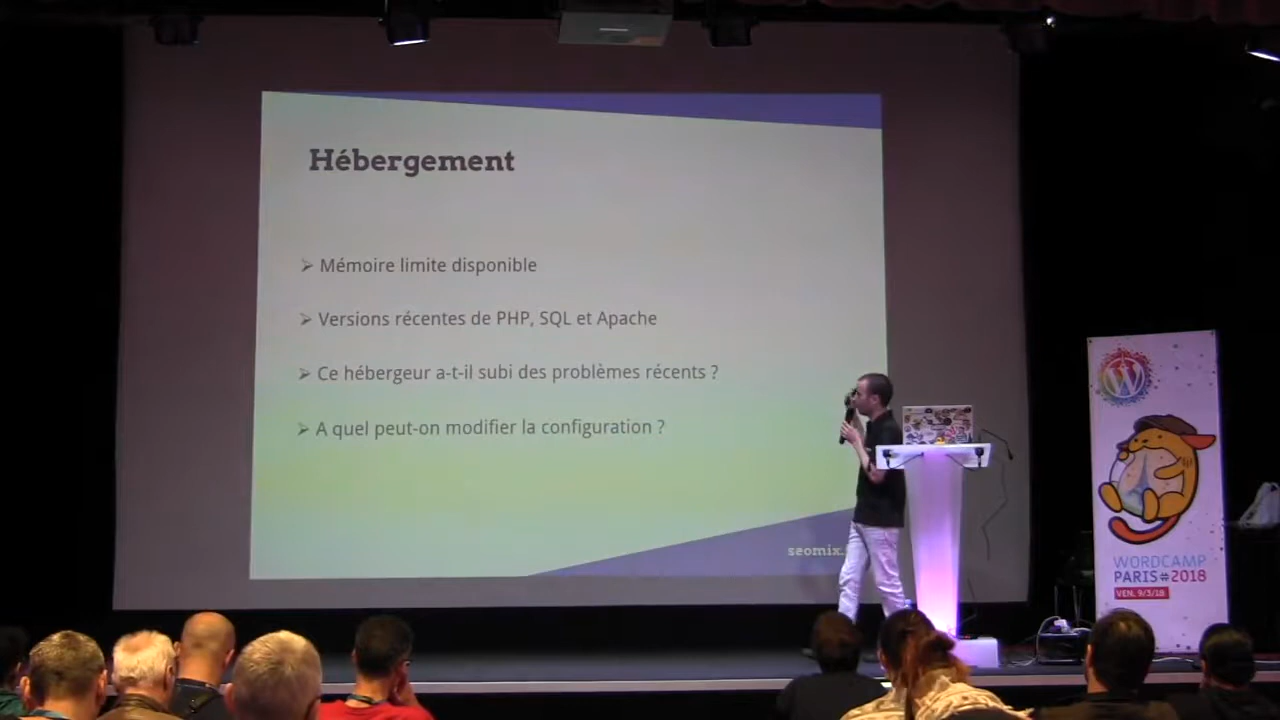 Hébergement
➢ Mémoire limite disponible
➢ Versions récentes de PHP, SQL et Apache
➢ Ce hébergeur a-t-il subi des problèmes récents ?
➢ A quel peut-on modifier la configuration ?
seomix.
WORDCAMP
PARIS#2018
VEN. 9/3/18